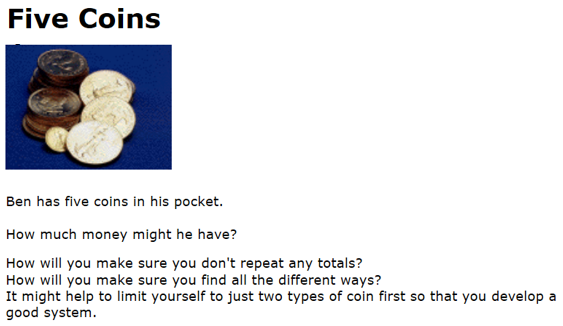 Five Coins
Ben has five coins in his pocket.
How much money might he have?
How will you make sure you don't repeat any totals?
How will you make sure you find all the different ways?
It might help to limit yourself to just two types of coin first so that you develop a
good system.